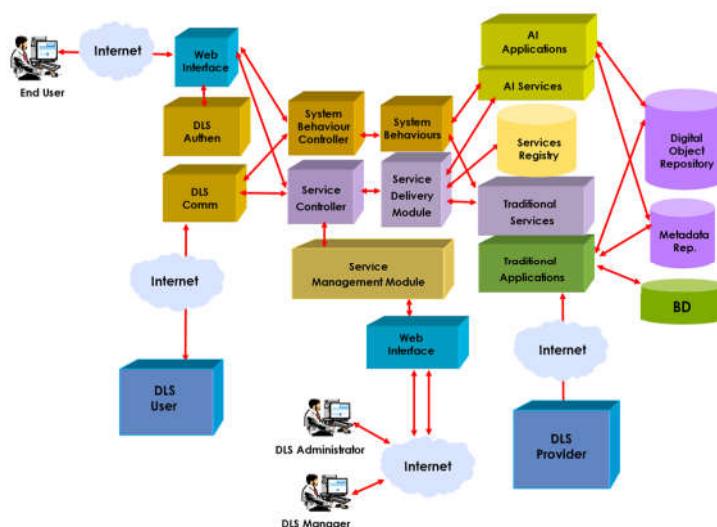 End User
Internet
Web
Interface
DLS
Authen
DLS
Comm
System
Behaviour
Controller
System
Behaviours
Service
Controller
Service
Delivery
Module
AI
Applications
AI Services
Services
Registry
Traditional
Services
Traditional
Applications
Digital
Object
Repository
Metadata
Rep.
BD
Service
Management Module
Internet
Web
Interface
Internet
DLS
User
DLS Administrator
Internet
DLS Manager
DLS
Provider